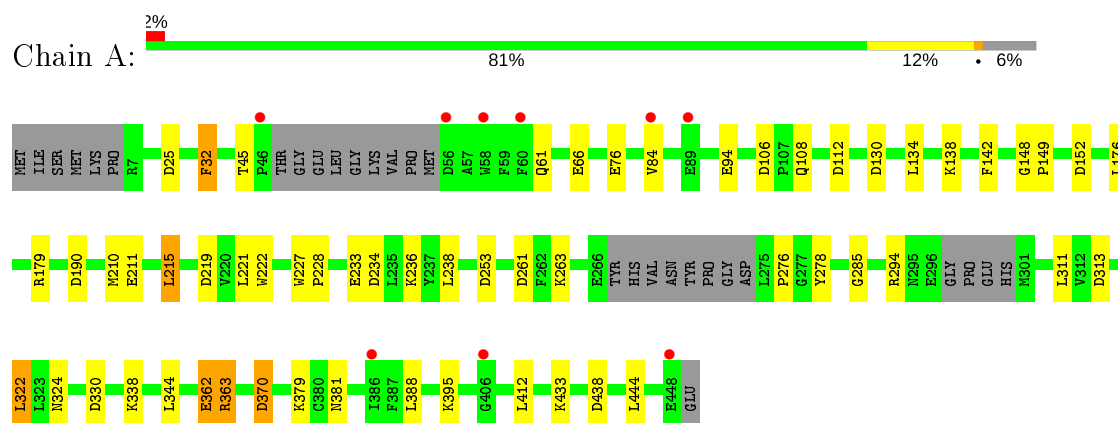 2%
Chain A:
81% 12% • 6%
MET ILE SER MET LYS PRO R7 D25 F32 T45 P46 THR GLY GLU LEU GLY LYS VAL PRO MET D56 A57 W58 F59 F60 Q61 E66 E76 V84 E89 E94 D106 P107 Q108 D112 D130 L134 K138 F142 G148 P149 D152 L176
R179 D190 M210 E211 L215 D219 V220 L221 W222 W227 P228 E233 D234 L235 K236 Y237 L238 D253 D261 F262 K263 E266 TYR HIS VAL ASN TYR PRO GLY ASP L275 P276 G277 Y278 G285 R294 N295 E296 GLY PRO GLU HIS M301 L311 V312 D313
L322 L323 N324 D330 K338 L344 E362 R363 D370 K379 C380 N381 I386 F387 L388 K395 G406 L412 K433 D438 L444 E448 GLU